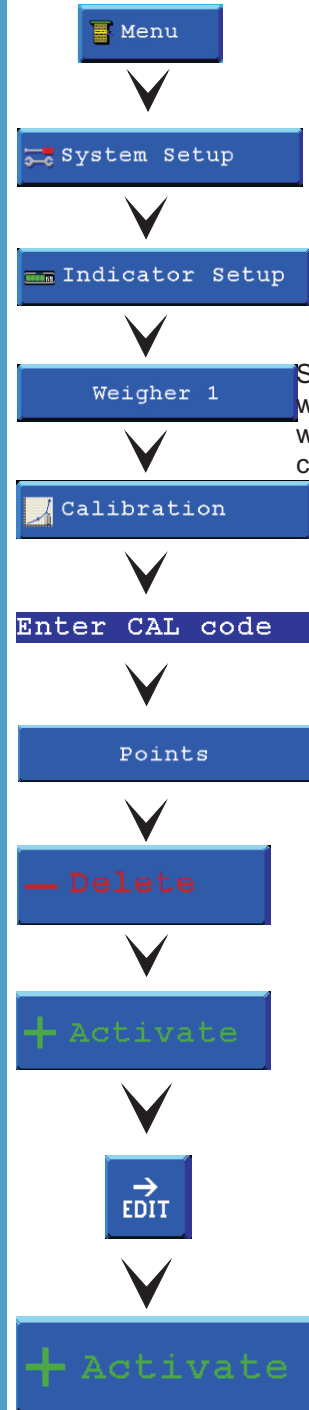 Menu
System Setup
Indicator Setup
Weigher 1
Calibration
Enter CAL code
Points
— Delete
+ Activate
→
EDIT
+ Activate